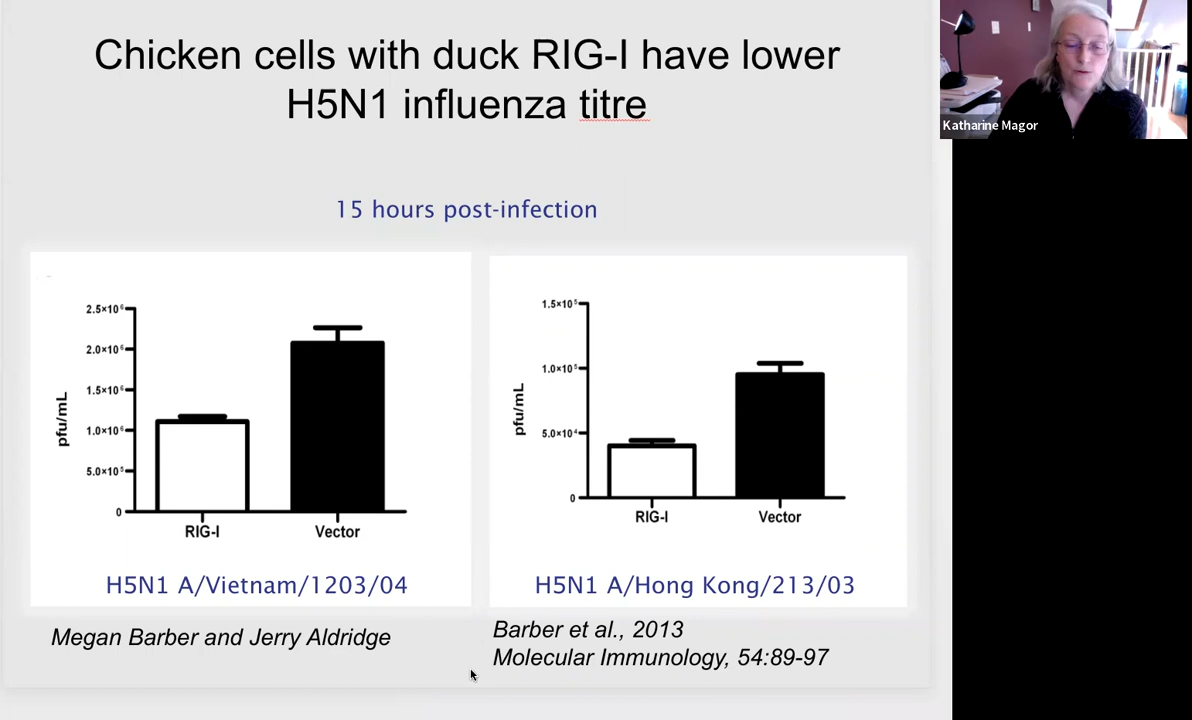 Chicken cells with duck RIG-I have lower
H5N1 influenza titre
Katharine Magor
15 hours post-infection
2.5×10⁶
2.0×10⁶
1.5×10⁶
1.0×10⁶
5.0×10⁵
0
pfu/mL
RIG-I
Vector
H5N1 A/Vietnam/1203/04
1.5×10⁵
1.0×10⁵
5.0×10⁴
0
pfu/mL
RIG-I
Vector
H5N1 A/Hong Kong/213/03
Megan Barber and Jerry Aldridge
Barber et al., 2013
Molecular Immunology, 54:89-97